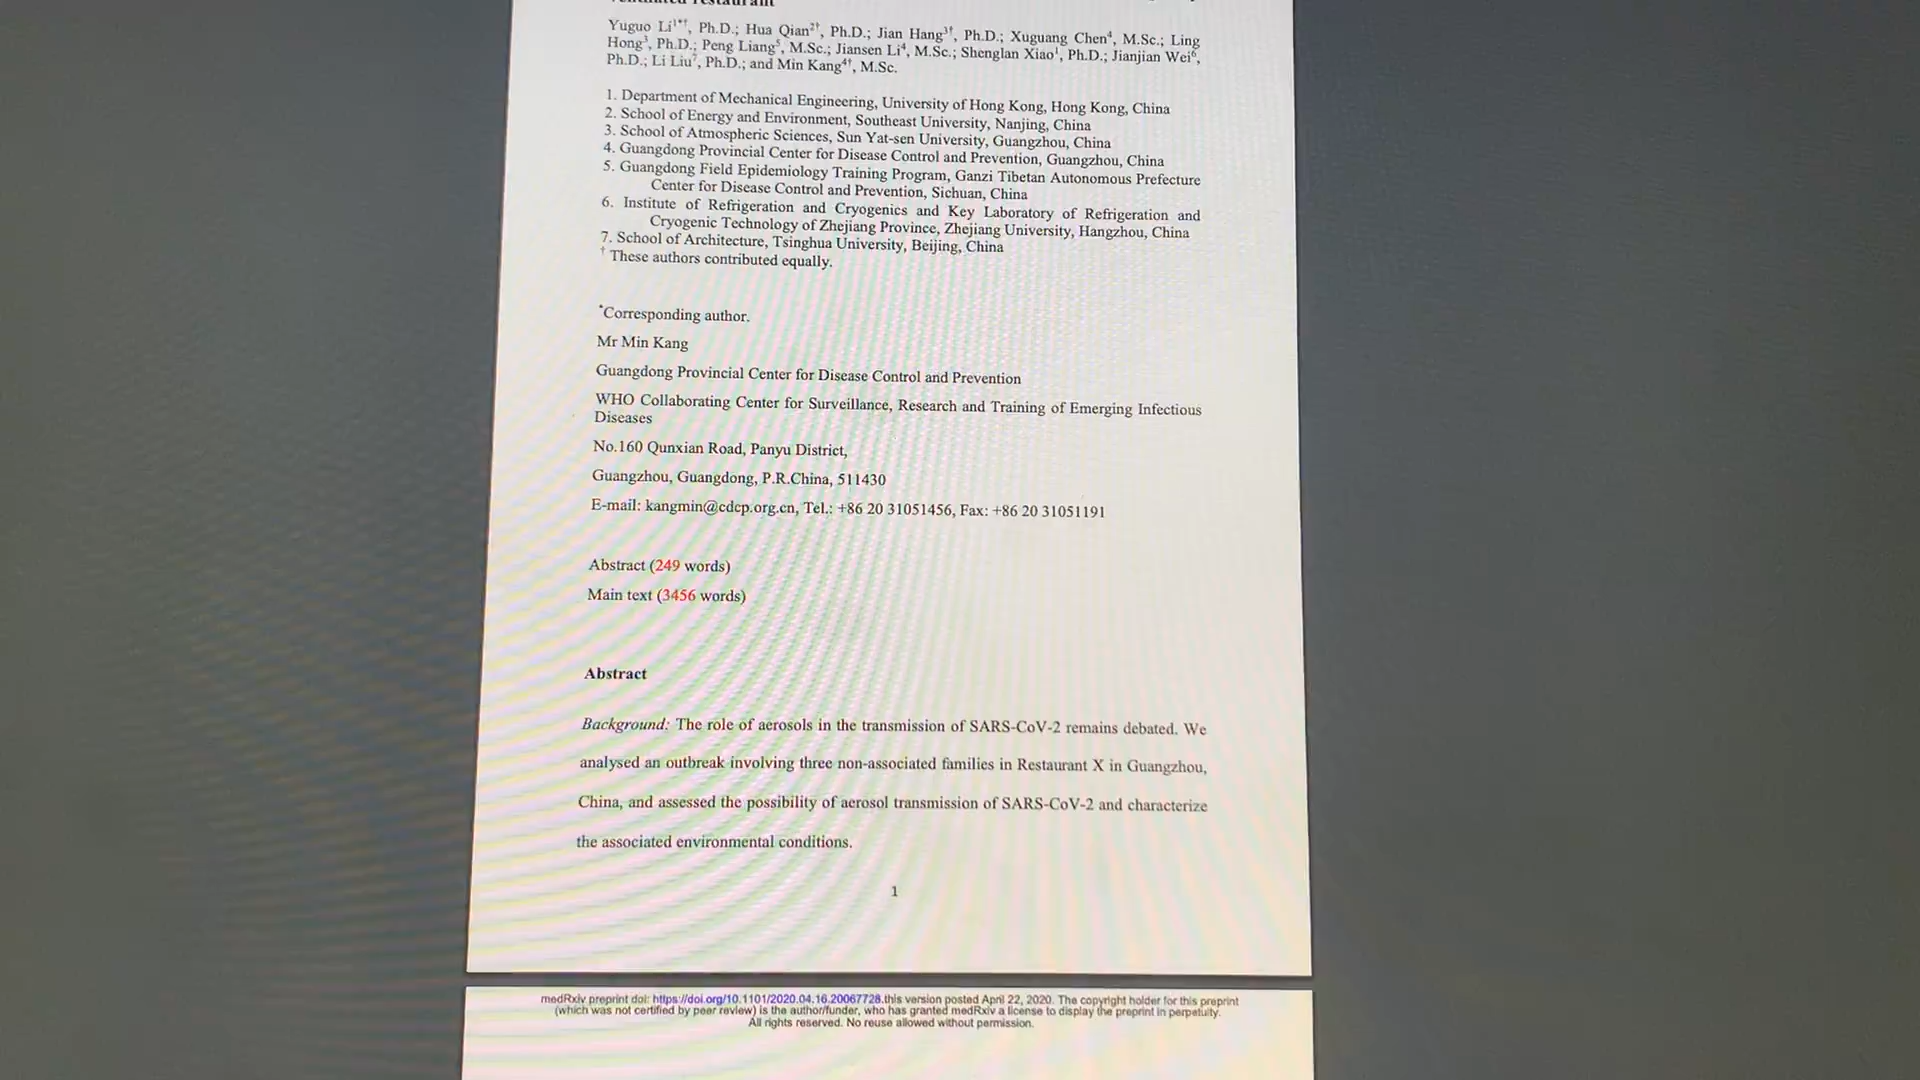 restaurant
Yuguo Li¹*†, Ph.D.; Hua Qian²†, Ph.D.; Jian Hang³†, Ph.D.; Xuguang Chen⁴, M.Sc.; Ling
Hong³, Ph.D.; Peng Liang⁵, M.Sc.; Jiansen Li⁴, M.Sc.; Shenglan Xiao¹, Ph.D.; Jianjian Wei⁶,
Ph.D.; Li Liu⁷, Ph.D.; and Min Kang⁴†, M.Sc.
1. Department of Mechanical Engineering, University of Hong Kong, Hong Kong, China
2. School of Energy and Environment, Southeast University, Nanjing, China
3. School of Atmospheric Sciences, Sun Yat-sen University, Guangzhou, China
4. Guangdong Provincial Center for Disease Control and Prevention, Guangzhou, China
5. Guangdong Field Epidemiology Training Program, Ganzi Tibetan Autonomous Prefecture
Center for Disease Control and Prevention, Sichuan, China
6. Institute of Refrigeration and Cryogenics and Key Laboratory of Refrigeration and
Cryogenic Technology of Zhejiang Province, Zhejiang University, Hangzhou, China
7. School of Architecture, Tsinghua University, Beijing, China
† These authors contributed equally.
*Corresponding author.
Mr Min Kang
Guangdong Provincial Center for Disease Control and Prevention
WHO Collaborating Center for Surveillance, Research and Training of Emerging Infectious
Diseases
No.160 Qunxian Road, Panyu District,
Guangzhou, Guangdong, P.R.China, 511430
E-mail: kangmin@cdcp.org.cn, Tel.: +86 20 31051456, Fax: +86 20 31051191
Abstract (249 words)
Main text (3456 words)
Abstract
Background: The role of aerosols in the transmission of SARS-CoV-2 remains debated. We
analysed an outbreak involving three non-associated families in Restaurant X in Guangzhou,
China, and assessed the possibility of aerosol transmission of SARS-CoV-2 and characterize
the associated environmental conditions.
1
medRxiv preprint doi: https://doi.org/10.1101/2020.04.16.20067728.this version posted April 22, 2020. The copyright holder for this preprint
(which was not certified by peer review) is the author/funder, who has granted medRxiv a license to display the preprint in perpetuity.
All rights reserved. No reuse allowed without permission.